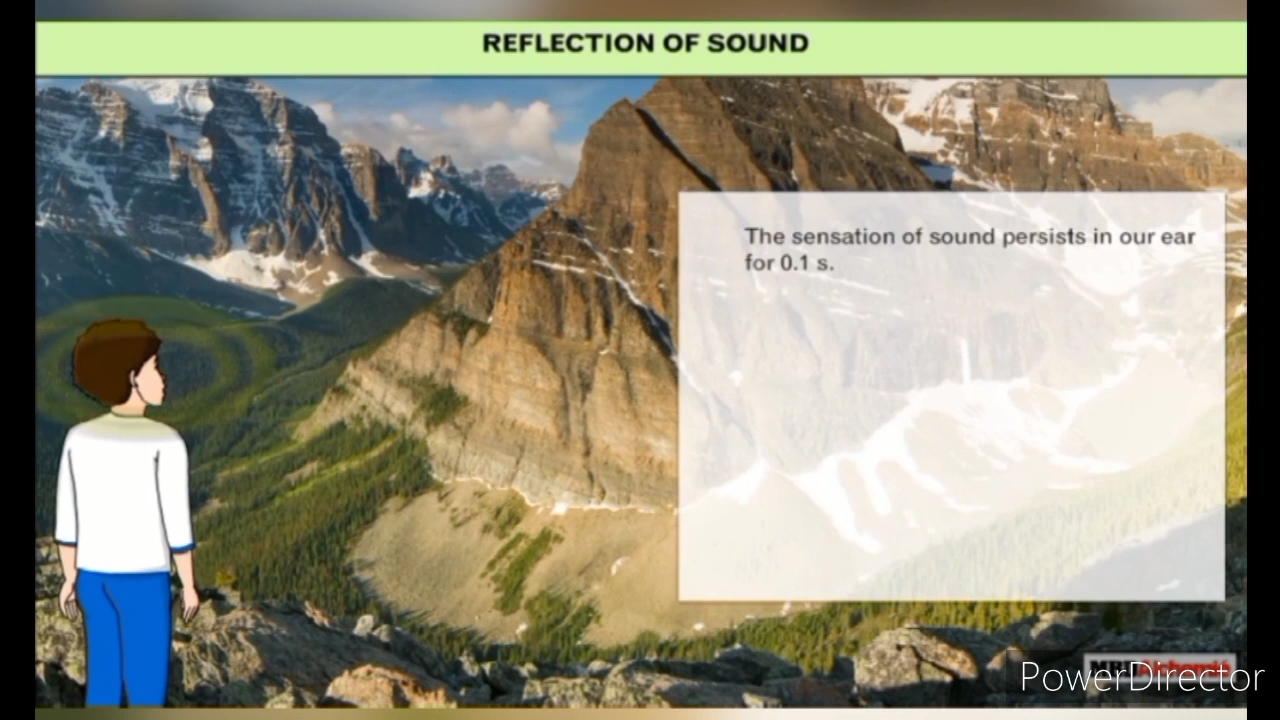 REFLECTION OF SOUND
The sensation of sound persists in our ear
for 0.1 s.
PowerDirector